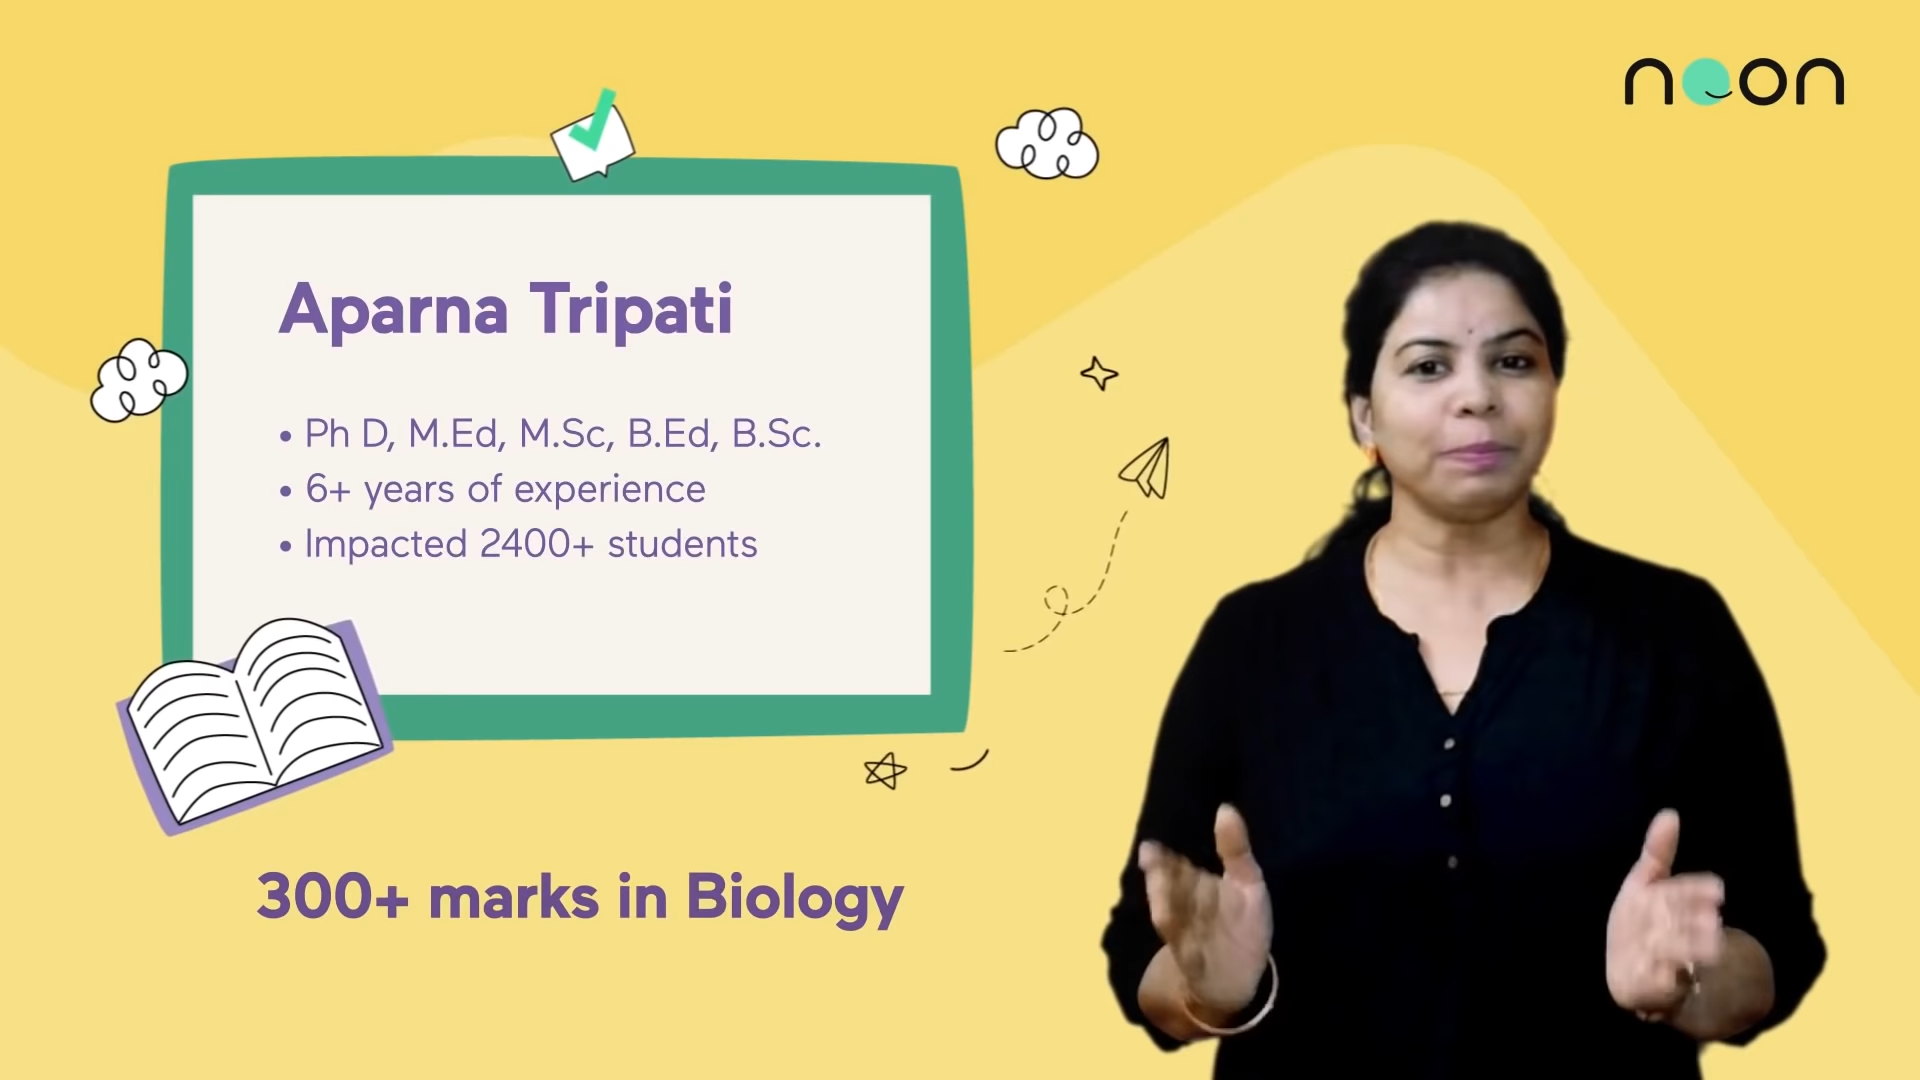 noon
Aparna Tripati
• Ph D, M.Ed, M.Sc, B.Ed, B.Sc.
• 6+ years of experience
• Impacted 2400+ students
300+ marks in Biology